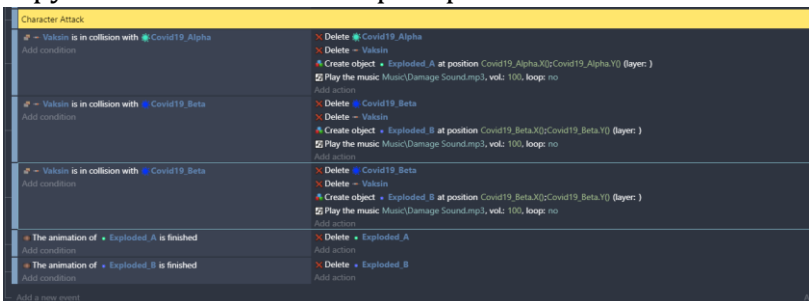 Character Attack
Vaksin is in collision with Covid19_Alpha
Add condition
Delete Covid19_Alpha
Delete Vaksin
Create object Exploded_A at position Covid19_Alpha.X();Covid19_Alpha.Y() (layer: )
Play the music Music\Damage Sound.mp3, vol.: 100, loop: no
Add action
Vaksin is in collision with Covid19_Beta
Add condition
Delete Covid19_Beta
Delete Vaksin
Create object Exploded_B at position Covid19_Beta.X();Covid19_Beta.Y() (layer: )
Play the music Music\Damage Sound.mp3, vol.: 100, loop: no
Add action
Vaksin is in collision with Covid19_Beta
Add condition
Delete Covid19_Beta
Delete Vaksin
Create object Exploded_B at position Covid19_Beta.X();Covid19_Beta.Y() (layer: )
Play the music Music\Damage Sound.mp3, vol.: 100, loop: no
Add action
The animation of Exploded_A is finished
Add condition
Delete Exploded_A
Add action
The animation of Exploded_B is finished
Add condition
Delete Exploded_B
Add action
Add a new event